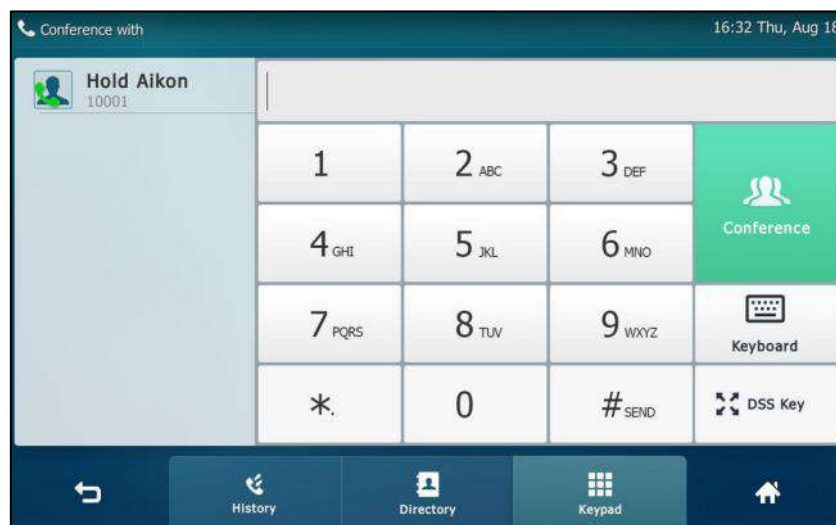 Conference with
16:32 Thu, Aug 18
Hold Aikon
10001
1
2 ABC
3 DEF
Conference
4 GHI
5 JKL
6 MNO
7 PQRS
8 TUV
9 WXYZ
Keyboard
*.
0
# SEND
DSS Key
History
Directory
Keypad